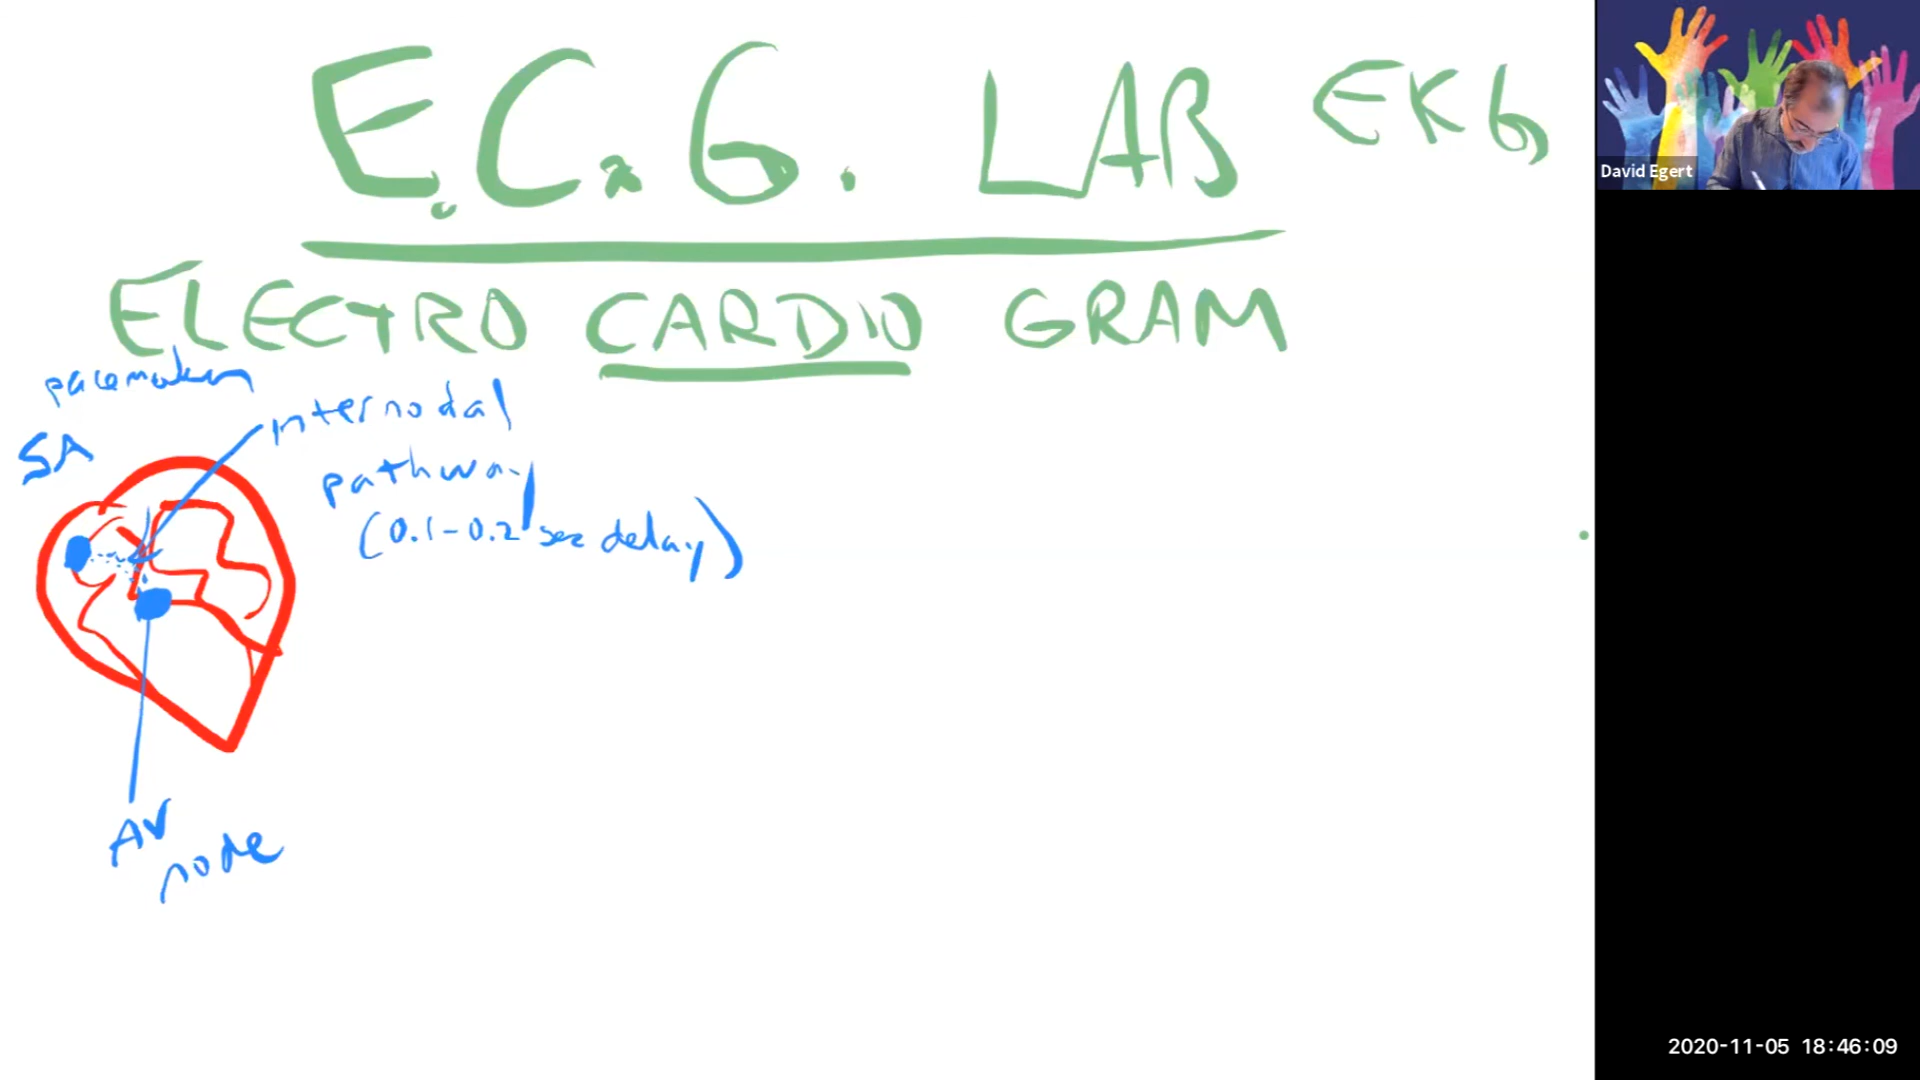 E.C.G. LAB EKG
ELECTRO CARDIO GRAM
pacemaker
SA
internodal
pathway
(0.1-0.2 sec delay)
AV
node
David Egert
2020-11-05 18:46:09